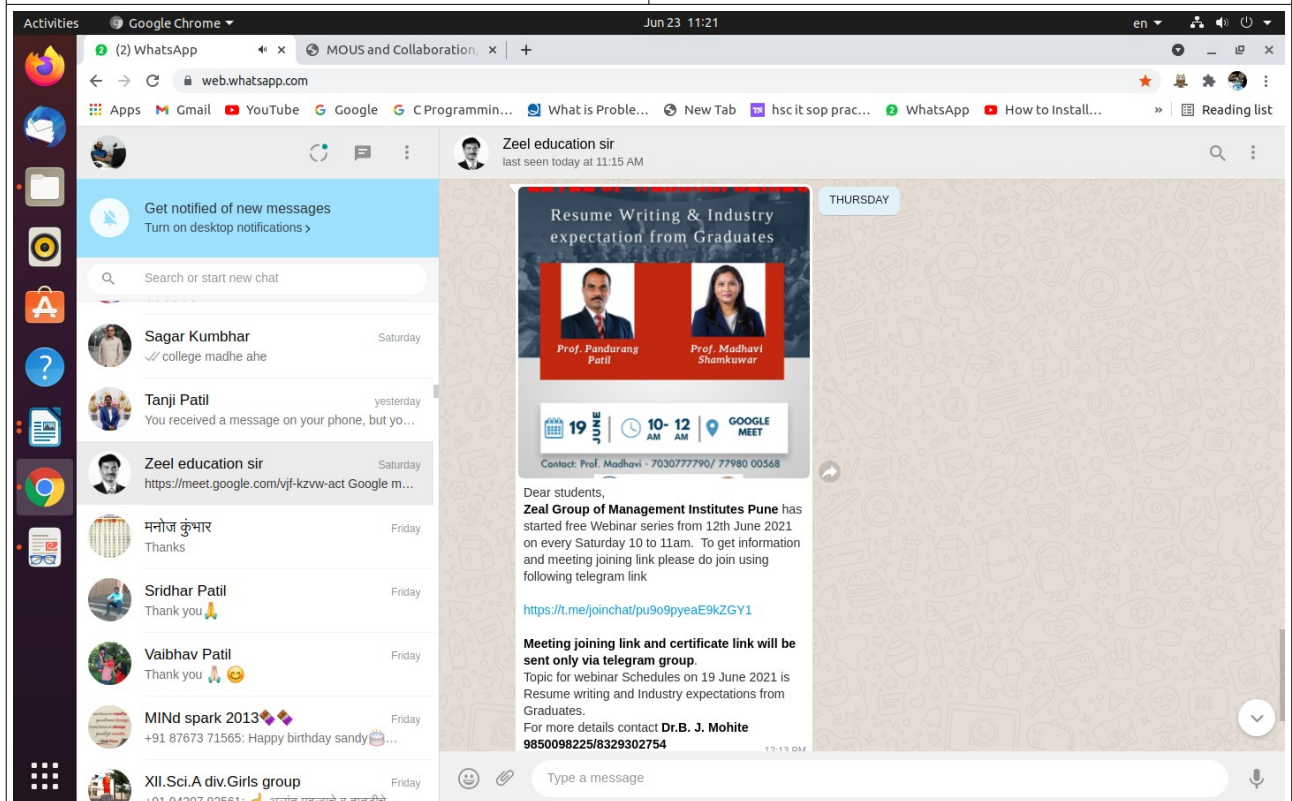 Activities
Google Chrome
Jun 23 11:21
en
(2) WhatsApp
MOUS and Collaboration,
web.whatsapp.com
Apps
Gmail
YouTube
Google
C Programmin...
What is Proble...
New Tab
hsc it sop prac...
WhatsApp
How to Install...
»
Reading list
Get notified of new messages
Turn on desktop notifications >
Search or start new chat
Sagar Kumbhar
Saturday
college madhe ahe
Tanji Patil
yesterday
You received a message on your phone, but yo...
Zeel education sir
Saturday
https://meet.google.com/vjf-kzvw-act Google m...
मनोज कुंभार
Friday
Thanks
Sridhar Patil
Friday
Thank you🙏
Vaibhav Patil
Friday
Thank you 🙏 😊
MINd spark 2013🍫🍫
Friday
+91 87673 71565: Happy birthday sandy🎂...
XII.Sci.A div.Girls group
Friday
Zeel education sir
last seen today at 11:15 AM
THURSDAY
Resume Writing & Industry
expectation from Graduates
Prof. Pandurang
Patil
Prof. Madhavi
Shamkuwar
19 JUNE
10- 12
AM AM
GOOGLE
MEET
Contact: Prof. Madhavi - 7030777790/ 77980 00568
Dear students,
Zeal Group of Management Institutes Pune has
started free Webinar series from 12th June 2021
on every Saturday 10 to 11am. To get information
and meeting joining link please do join using
following telegram link
https://t.me/joinchat/pu9o9pyeaE9kZGY1
Meeting joining link and certificate link will be
sent only via telegram group.
Topic for webinar Schedules on 19 June 2021 is
Resume writing and Industry expectations from
Graduates.
For more details contact Dr.B. J. Mohite
9850098225/8329302754
12:13 PM
Type a message